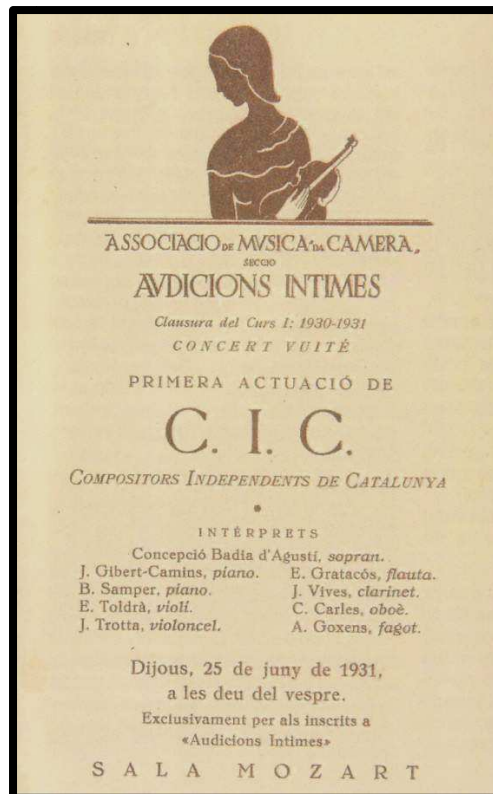 ASSOCIACIO DE MVSICA DA CAMERA,
SECCIO
AVDICIONS INTIMES
Clausura del Curs I: 1930-1931
CONCERT VUITÉ
PRIMERA ACTUACIÓ DE
C. I. C.
COMPOSITORS INDEPENDENTS DE CATALUNYA
INTÈRPRETS
Concepció Badia d'Agustí, sopran.
J. Gibert-Camins, piano. E. Gratacós, flauta.
B. Samper, piano. J. Vives, clarinet.
E. Toldrà, violí. C. Carles, oboè.
J. Trotta, violoncel. A. Goxens, fagot.
Dijous, 25 de juny de 1931,
a les deu del vespre.
Exclusivament per als inscrits a
«Audicions Intimes»
SALA MOZART